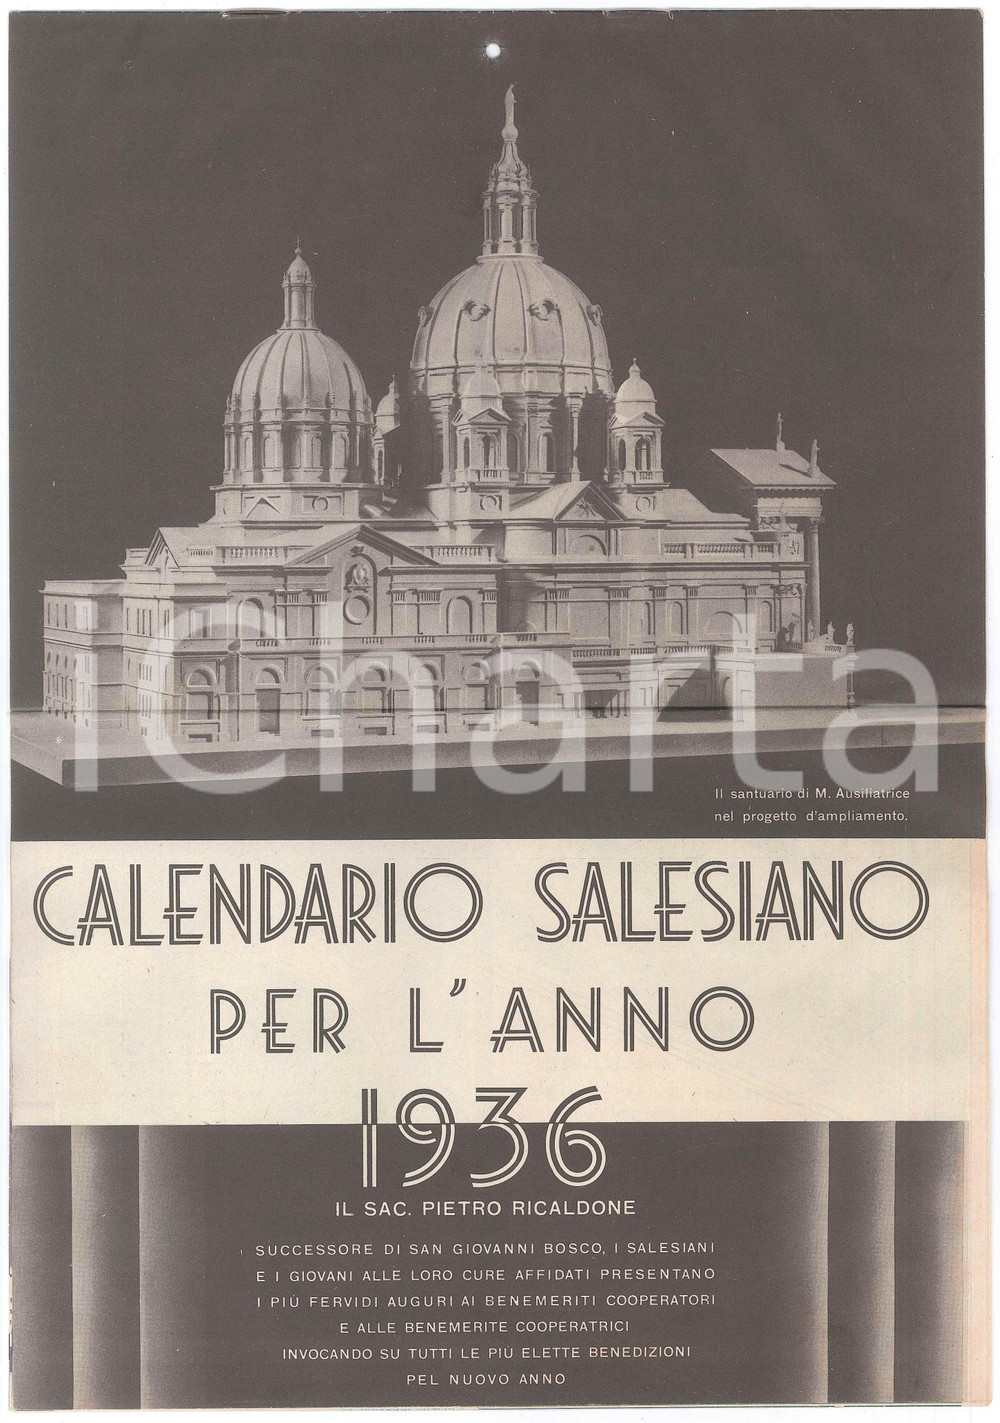 iCharta
Il santuario di M. Ausiliatrice
nel progetto d'ampliamento.
CALENDARIO SALESIANO
PER L'ANNO
1936
IL SAC. PIETRO RICALDONE
SUCCESSORE DI SAN GIOVANNI BOSCO, I SALESIANI
E I GIOVANI ALLE LORO CURE AFFIDATI PRESENTANO
I PIÙ FERVIDI AUGURI AI BENEMERITI COOPERATORI
E ALLE BENEMERITE COOPERATRICI
INVOCANDO SU TUTTI LE PIÙ ELETTE BENEDIZIONI
PEL NUOVO ANNO